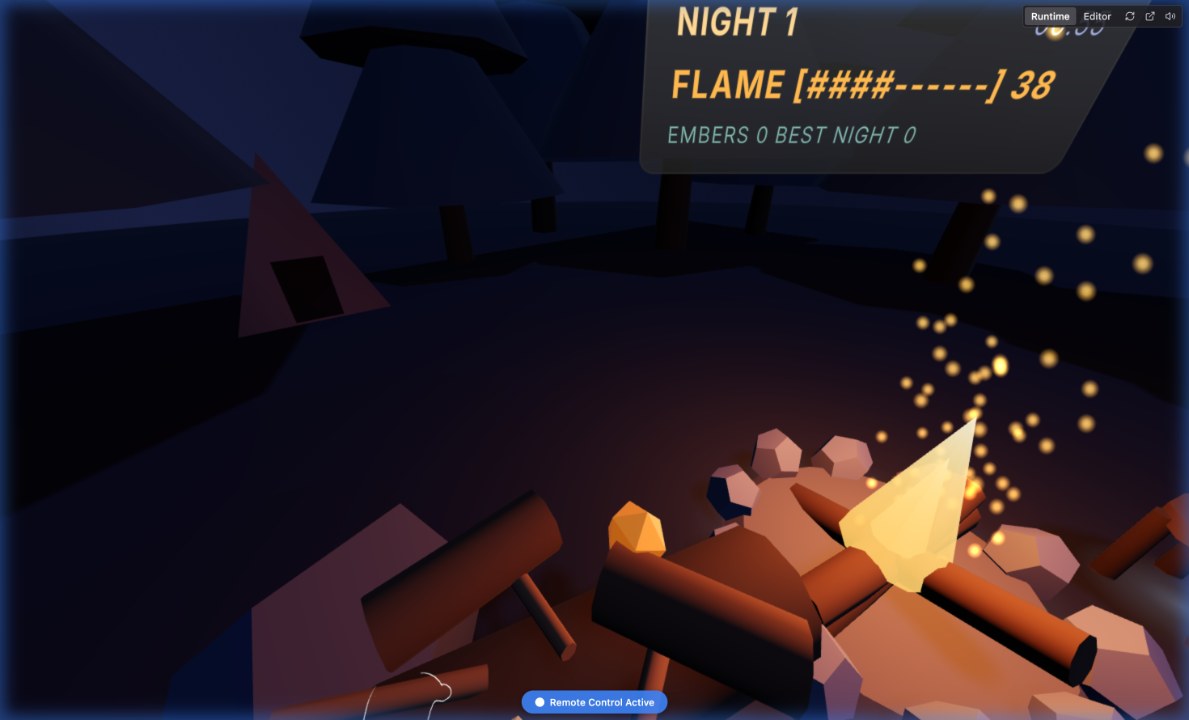 Runtime Editor
NIGHT 1
FLAME [####------] 38
EMBERS 0 BEST NIGHT 0
Remote Control Active